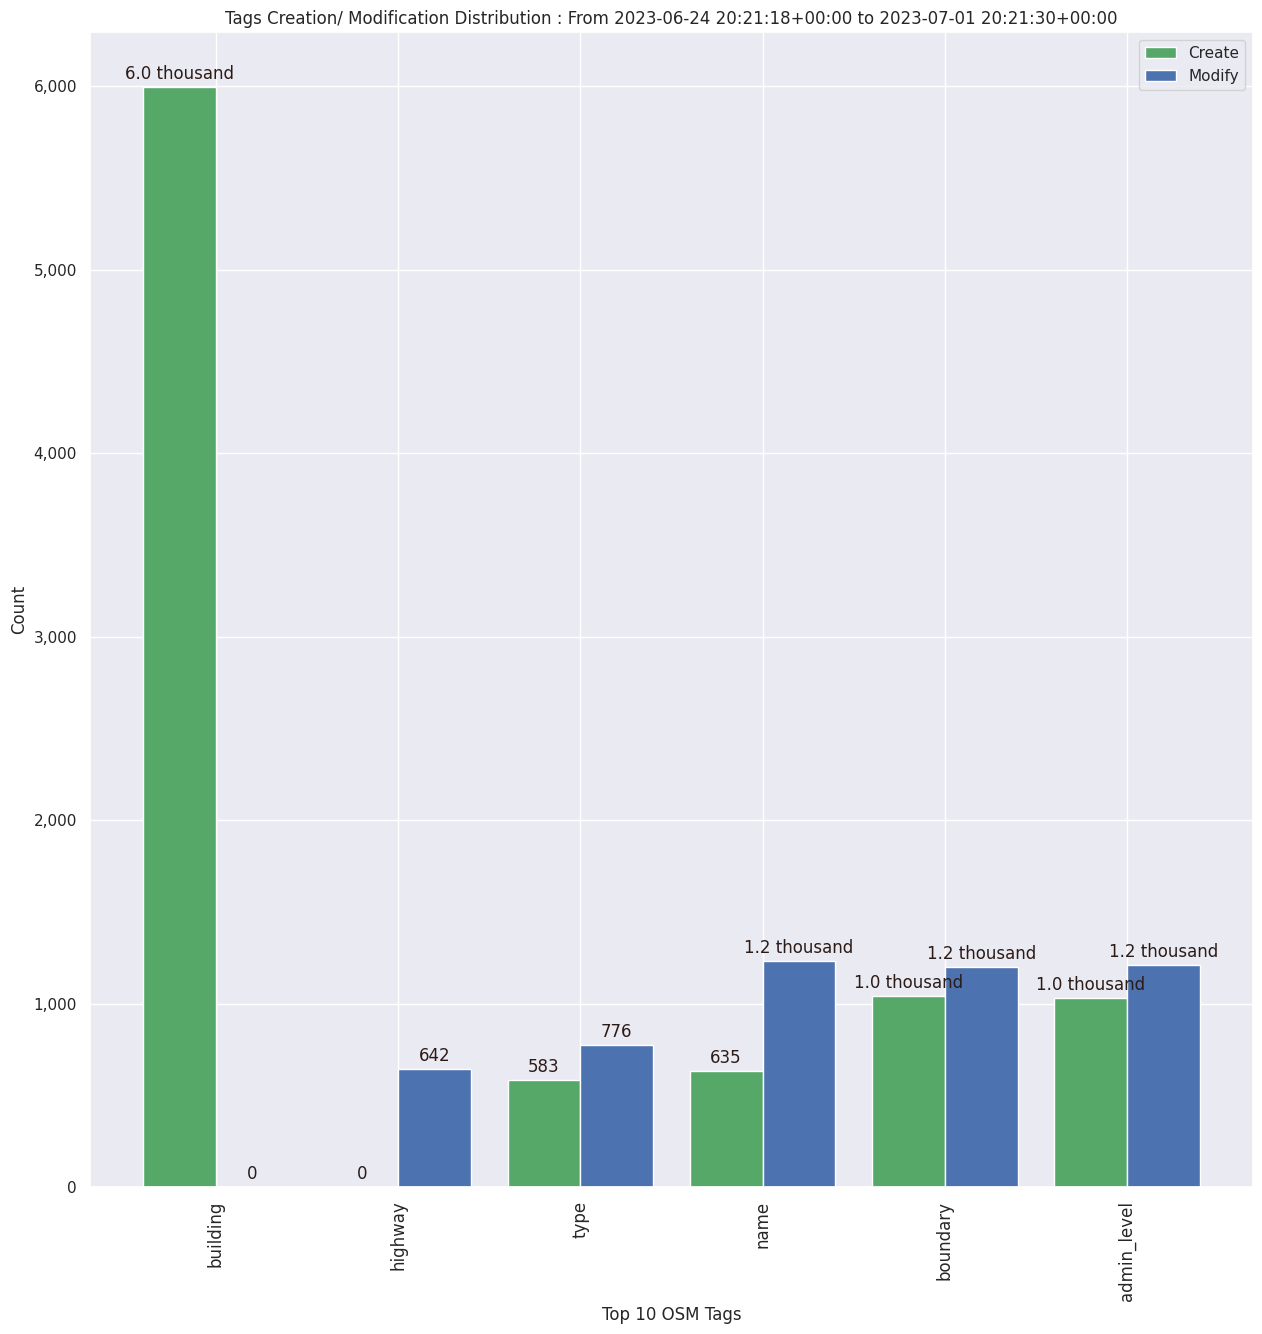 Tags Creation/ Modification Distribution : From 2023-06-24 20:21:18+00:00 to 2023-07-01 20:21:30+00:00
Create
Modify
6.0 thousand
0
0
642
583
776
635
1.2 thousand
1.0 thousand
1.2 thousand
1.0 thousand
1.2 thousand
6,000
5,000
4,000
3,000
2,000
1,000
0
Count
building
highway
type
name
boundary
admin_level
Top 10 OSM Tags